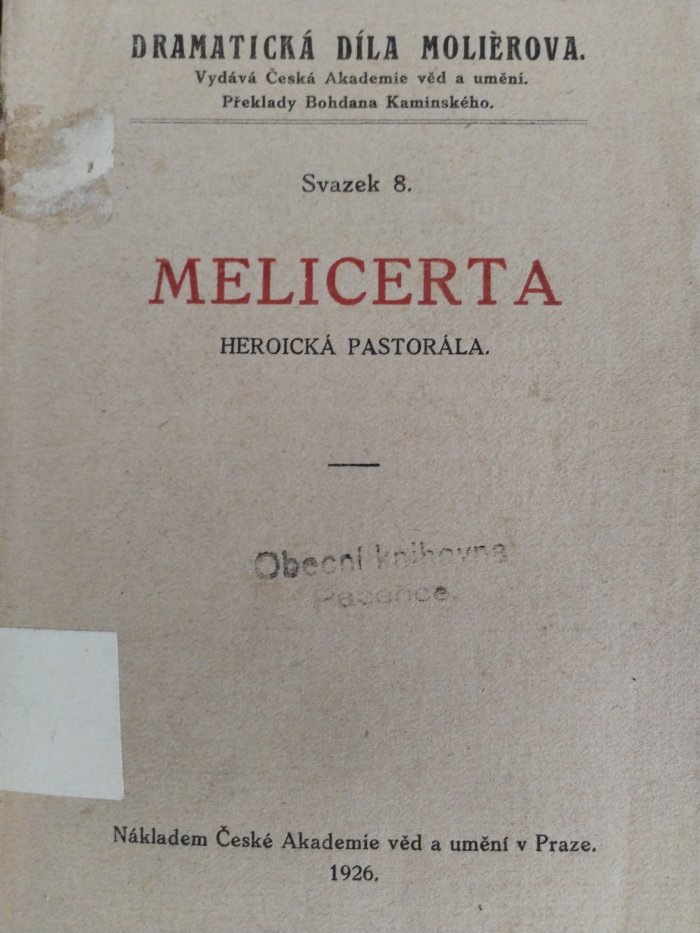 DRAMATICKÁ DÍLA MOLIÈROVA.
Vydává Česká Akademie věd a umění.
Překlady Bohdana Kaminského.
Svazek 8.
MELICERTA
HEROICKÁ PASTORÁLA.
Obecní knihovna
Nákladem České Akademie věd a umění v Praze.
1926.